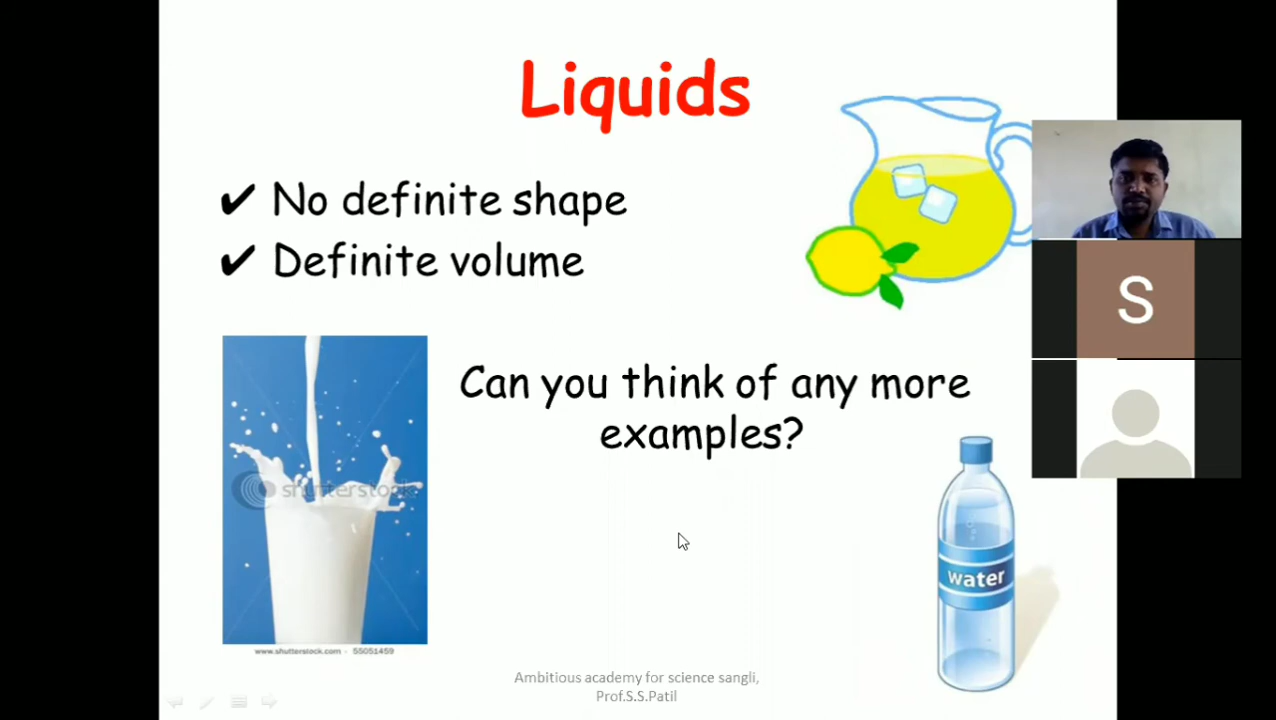 Liquids
✔ No definite shape
✔ Definite volume
Can you think of any more
examples?
S
shutterstock
water
www.shutterstock.com · 55051459
Ambitious academy for science sangli,
Prof.S.S.Patil